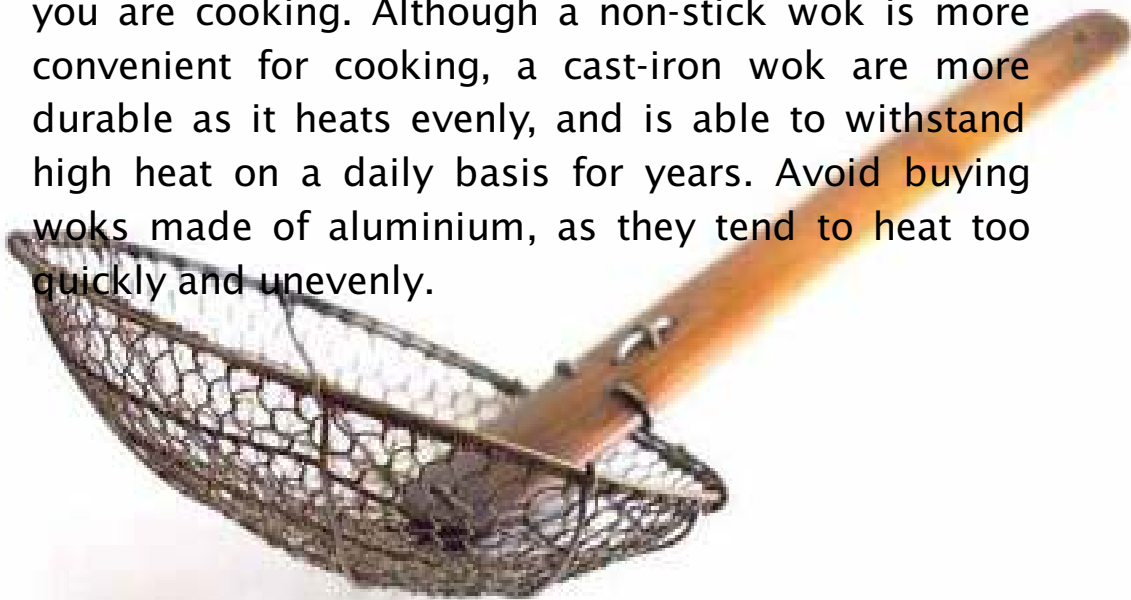 you are cooking. Although a non-stick wok is more
convenient for cooking, a cast-iron wok are more
durable as it heats evenly, and is able to withstand
high heat on a daily basis for years. Avoid buying
woks made of aluminium, as they tend to heat too
quickly and unevenly.